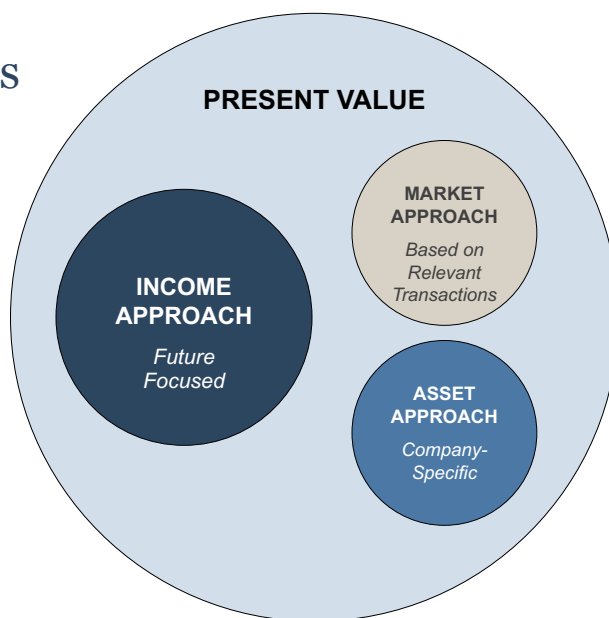 s
PRESENT VALUE
MARKET
APPROACH
Based on
Relevant
Transactions
INCOME
APPROACH
Future
Focused
ASSET
APPROACH
Company-
Specific